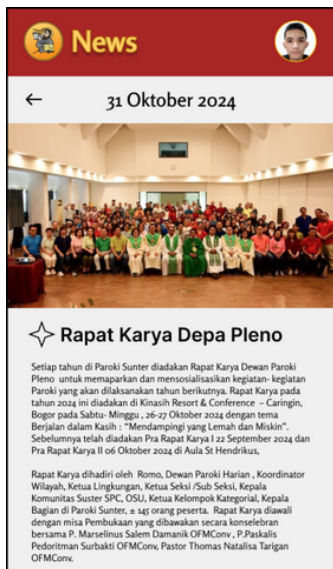 News
31 Oktober 2024
Rapat Karya Depa Pleno
Setiap tahun di Paroki Sunter diadakan Rapat Karya Dewan Paroki
Pleno untuk memaparkan dan mensosialisasikan kegiatan- kegiatan
Paroki yang akan dilaksanakan tahun berikutnya. Rapat Karya pada
tahun 2024 ini diadakan di Kinasih Resort & Conference – Caringin,
Bogor pada Sabtu- Minggu , 26-27 Oktober 2024 dengan tema
Berjalan dalam Kasih : "Mendampingi yang Lemah dan Miskin".
Sebelumnya telah diadakan Pra Rapat Karya I 22 September 2024 dan
Pra Rapat Karya II 06 Oktober 2024 di Aula St Hendrikus,
Rapat Karya dihadiri oleh Romo, Dewan Paroki Harian , Koordinator
Wilayah, Ketua Lingkungan, Ketua Seksi /Sub Seksi, Kepala
Komunitas Suster SPC, OSU, Ketua Kelompok Kategorial, Kepala
Bagian di Paroki Sunter, ± 145 orang peserta. Rapat Karya diawali
dengan misa Pembukaan yang dibawakan secara konselebran
bersama P. Marselinus Salem Damanik OFMConv , P.Paskalis
Pedoritman Surbakti OFMConv, Pastor Thomas Natalisa Tarigan
OFMConv.